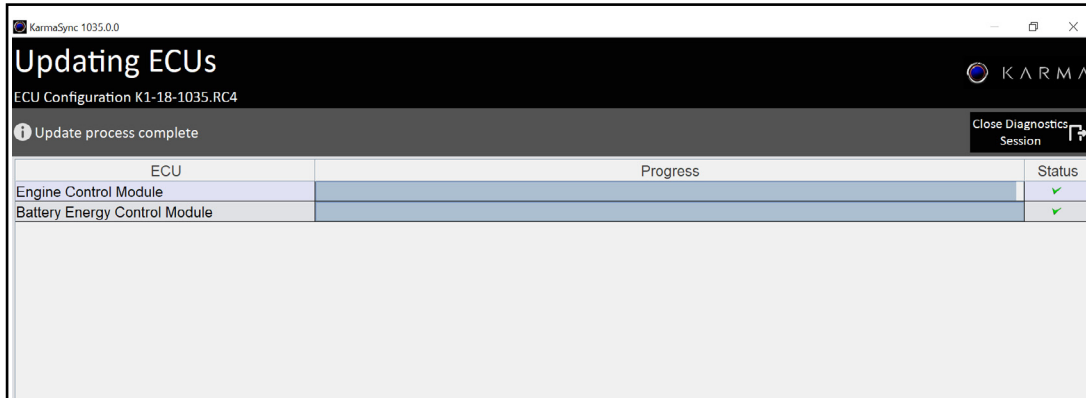 KarmaSync 1035.0.0
Updating ECUs
KARMA
ECU Configuration K1-18-1035.RC4
Update process complete
Close Diagnostics
Session
ECU Progress Status
Engine Control Module
Battery Energy Control Module